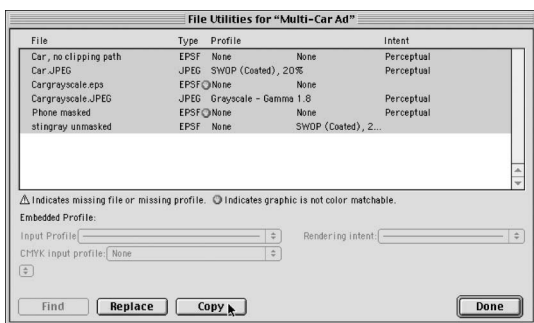 File Utilities for “Multi-Car Ad”
File Type Profile Intent
Car, no clipping path EPSF None None Perceptual
Car.JPEG JPEG SWOP (Coated), 20% Perceptual
Cargrayscale.eps EPSF None None
Cargrayscale.JPEG JPEG Grayscale - Gamma 1.8 Perceptual
Phone masked EPSF None None Perceptual
stingray unmasked EPSF None SWOP (Coated), 2...
Indicates missing file or missing profile. Indicates graphic is not color matchable.
Embedded Profile:
Input Profile: Rendering intent:
CMYK input profile: None
Find Replace Copy Done